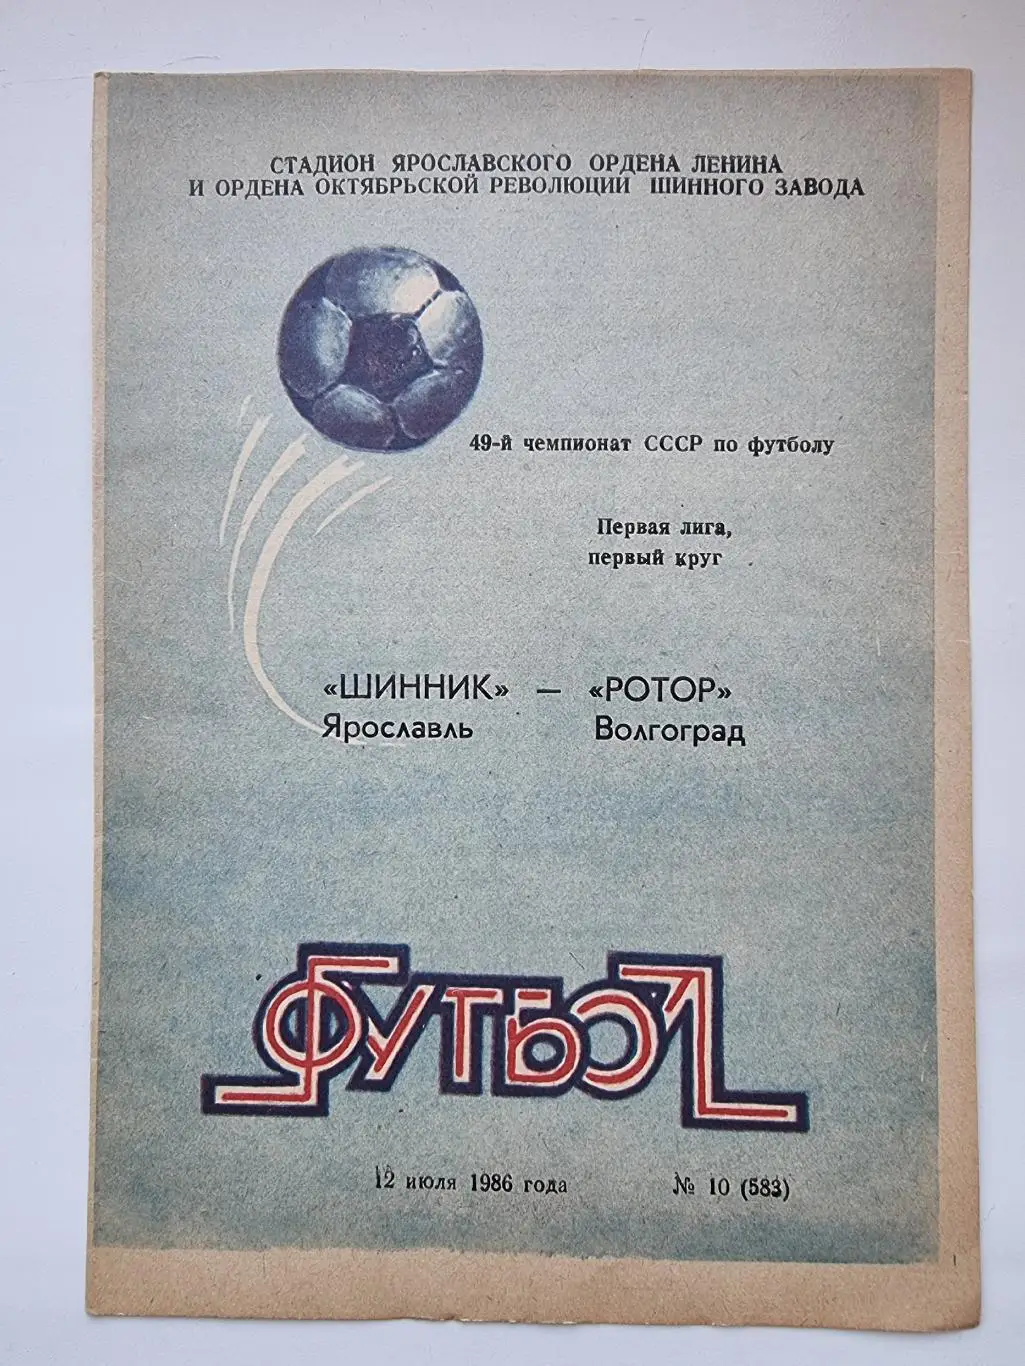 СТАДИОН ЯРОСЛАВСКОГО ОРДЕНА ЛЕНИНА
И ОРДЕНА ОКТЯБРЬСКОЙ РЕВОЛЮЦИИ ШИННОГО ЗАВОДА
49-й чемпионат СССР по футболу
Первая лига,
первый круг
«ШИННИК» — «РОТОР»
Ярославль Волгоград
ФУТБОЛ
12 июля 1986 года № 10 (583)